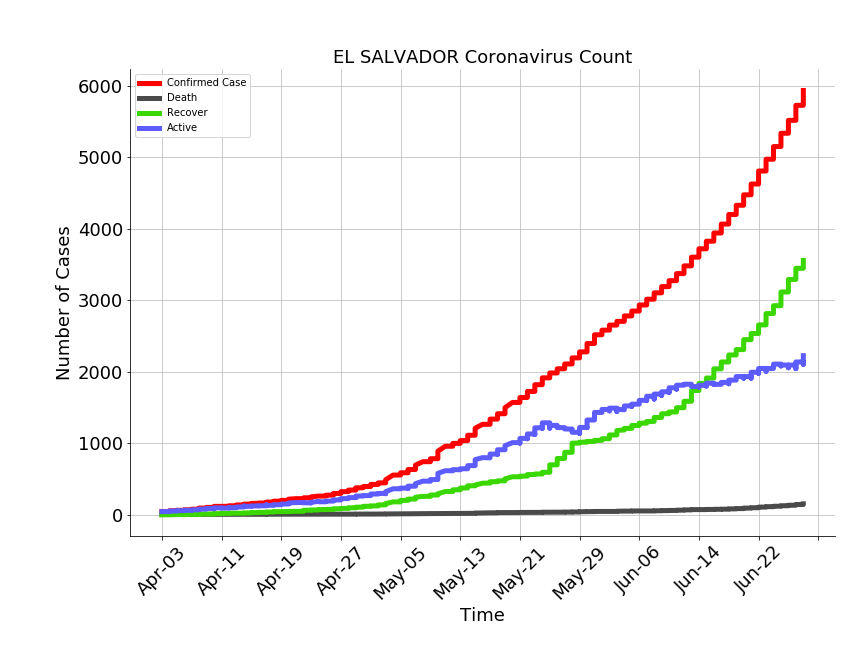 EL SALVADOR Coronavirus Count
Confirmed Case
Death
Recover
Active
Number of Cases
6000
5000
4000
3000
2000
1000
0
Apr-03
Apr-11
Apr-19
Apr-27
May-05
May-13
May-21
May-29
Jun-06
Jun-14
Jun-22
Time